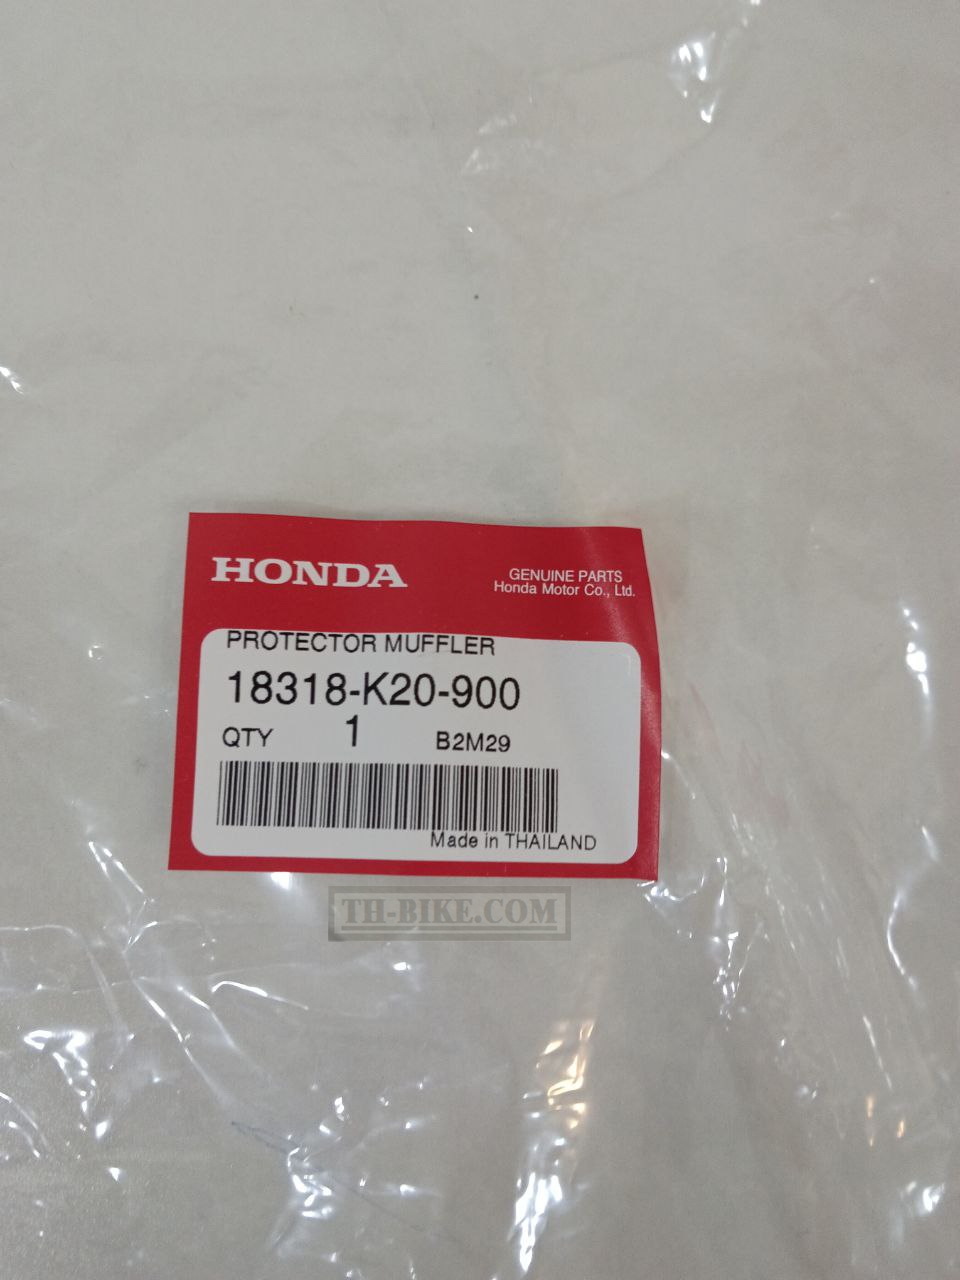 HONDA
GENUINE PARTS
Honda Motor Co., Ltd.
PROTECTOR MUFFLER
18318-K20-900
QTY 1 B2M29
Made in THAILAND
TH-BIKE.COM